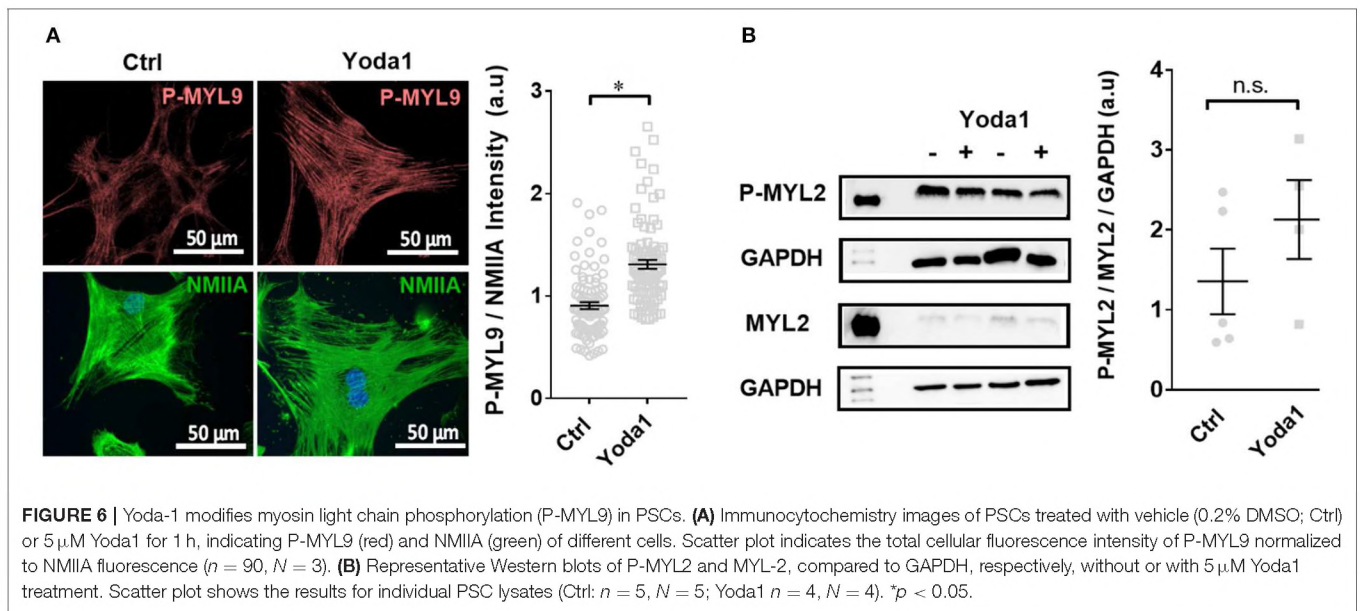 A
Ctrl
Yoda1
P-MYL9
P-MYL9
50 µm
50 µm
NMIIA
NMIIA
50 µm
50 µm
P-MYL9 / NMIIA Intensity (a.u)
3
2
1
0
*
Ctrl
Yoda1
B
Yoda1
- + - +
P-MYL2
GAPDH
MYL2
GAPDH
P-MYL2 / MYL2 / GAPDH (a.u)
4
3
2
1
0
n.s.
Ctrl
Yoda1
FIGURE 6 | Yoda-1 modifies myosin light chain phosphorylation (P-MYL9) in PSCs. (A) Immunocytochemistry images of PSCs treated with vehicle (0.2% DMSO; Ctrl)
or 5 µM Yoda1 for 1 h, indicating P-MYL9 (red) and NMIIA (green) of different cells. Scatter plot indicates the total cellular fluorescence intensity of P-MYL9 normalized
to NMIIA fluorescence (n = 90, N = 3). (B) Representative Western blots of P-MYL2 and MYL-2, compared to GAPDH, respectively, without or with 5 µM Yoda1
treatment. Scatter plot shows the results for individual PSC lysates (Ctrl: n = 5, N = 5; Yoda1 n = 4, N = 4). *p < 0.05.